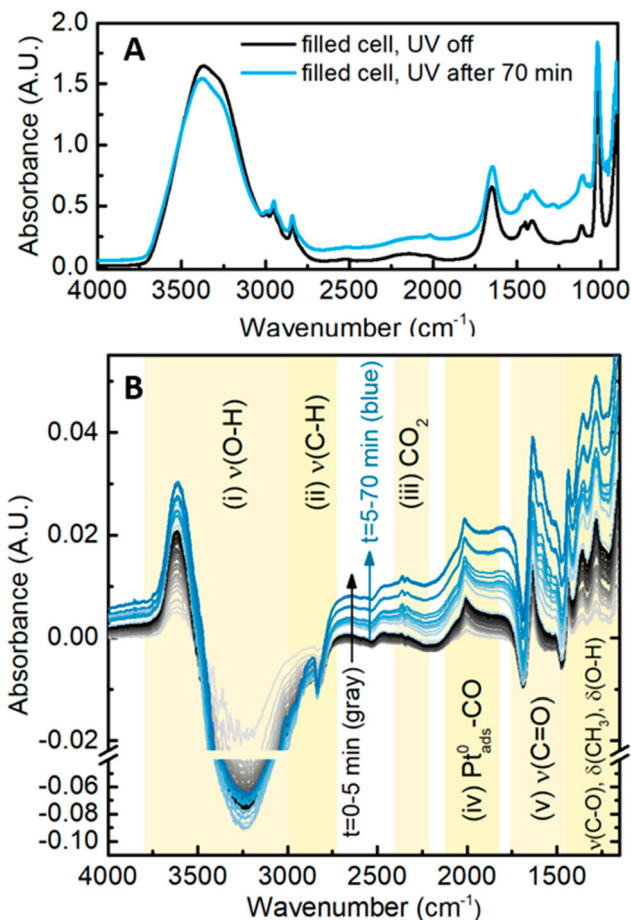 A
filled cell, UV off
filled cell, UV after 70 min
Absorbance (A.U.)
2.0
1.5
1.0
0.5
0.0
4000 3500 3000 2500 2000 1500 1000
Wavenumber (cm⁻¹)
B
(i) ν(O-H)
(ii) ν(C-H)
t=0-5 min (gray)
t=5-70 min (blue)
(iii) CO₂
(iv) Pt⁰ads-CO
(v) ν(C=O)
ν(C-O), δ(CH₃), δ(O-H)
Absorbance (A.U.)
0.04
0.02
0.00
-0.02
-0.06
-0.08
-0.10
4000 3500 3000 2500 2000 1500
Wavenumber (cm⁻¹)